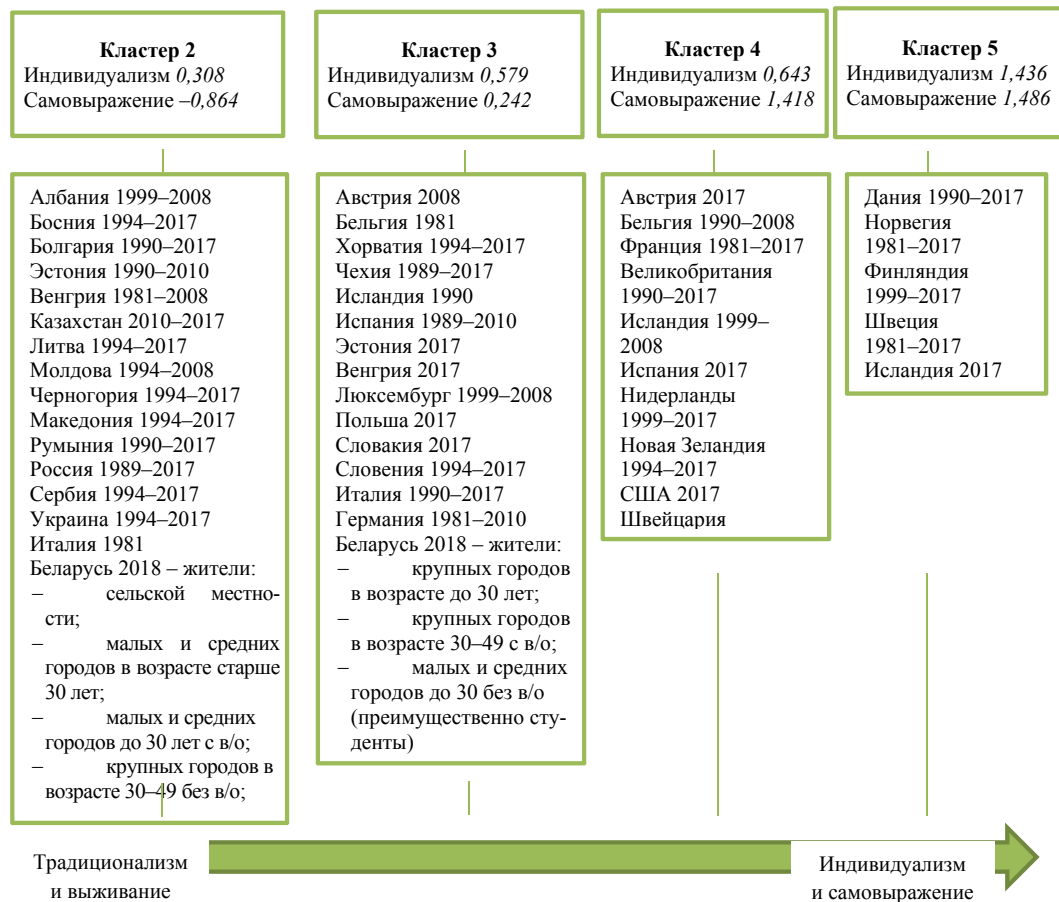 Кластер 2
Индивидуализм 0,308
Самовыражение –0,864
Кластер 3
Индивидуализм 0,579
Самовыражение 0,242
Кластер 4
Индивидуализм 0,643
Самовыражение 1,418
Кластер 5
Индивидуализм 1,436
Самовыражение 1,486
Албания 1999–2008
Босния 1994–2017
Болгария 1990–2017
Эстония 1990–2010
Венгрия 1981–2008
Казахстан 2010–2017
Литва 1994–2017
Молдова 1994–2008
Черногория 1994–2017
Македония 1994–2017
Румыния 1990–2017
Россия 1989–2017
Сербия 1994–2017
Украина 1994–2017
Италия 1981
Беларусь 2018 – жители:
– сельской местно-
сти;
– малых и средних
городов в возрасте старше
30 лет;
– малых и средних
городов до 30 лет с в/о;
– крупных городов в
возрасте 30–49 без в/о;
Австрия 2008
Бельгия 1981
Хорватия 1994–2017
Чехия 1989–2017
Исландия 1990
Испания 1989–2010
Эстония 2017
Венгрия 2017
Люксембург 1999–2008
Польша 2017
Словакия 2017
Словения 1994–2017
Италия 1990–2017
Германия 1981–2010
Беларусь 2018 – жители:
– крупных городов
в возрасте до 30 лет;
– крупных городов
в возрасте 30–49 с в/о;
– малых и средних
городов до 30 без в/о
(преимущественно сту-
денты)
Австрия 2017
Бельгия 1990–2008
Франция 1981–2017
Великобритания
1990–2017
Исландия 1999–
2008
Испания 2017
Нидерланды
1999–2017
Новая Зеландия
1994–2017
США 2017
Швейцария
Дания 1990–2017
Норвегия
1981–2017
Финляндия
1999–2017
Швеция
1981–2017
Исландия 2017
Традиционализм
и выживание
Индивидуализм
и самовыражение